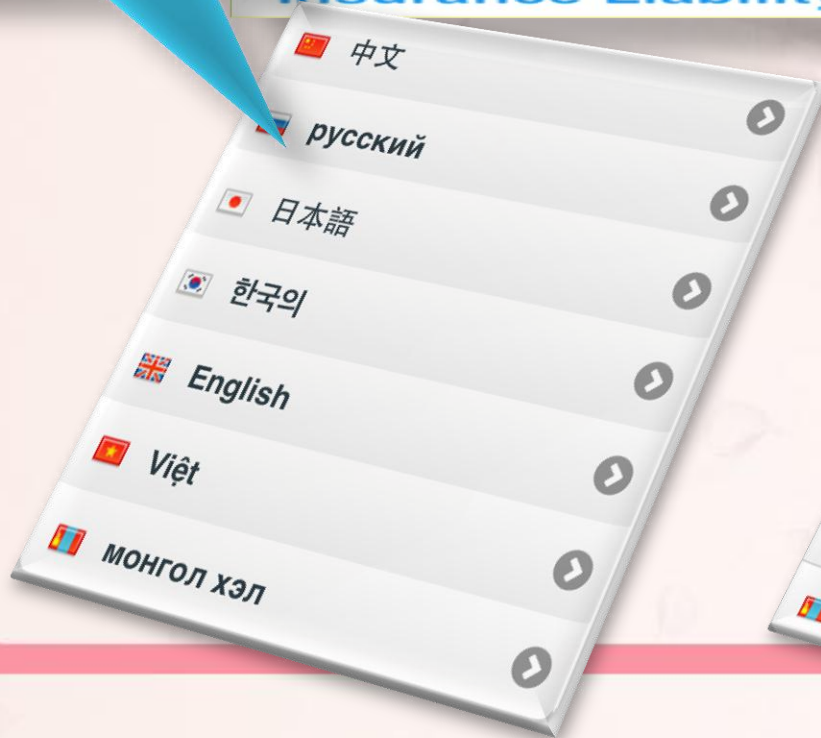 中文
русский
日本語
한국의
English
Việt
монгол хэл